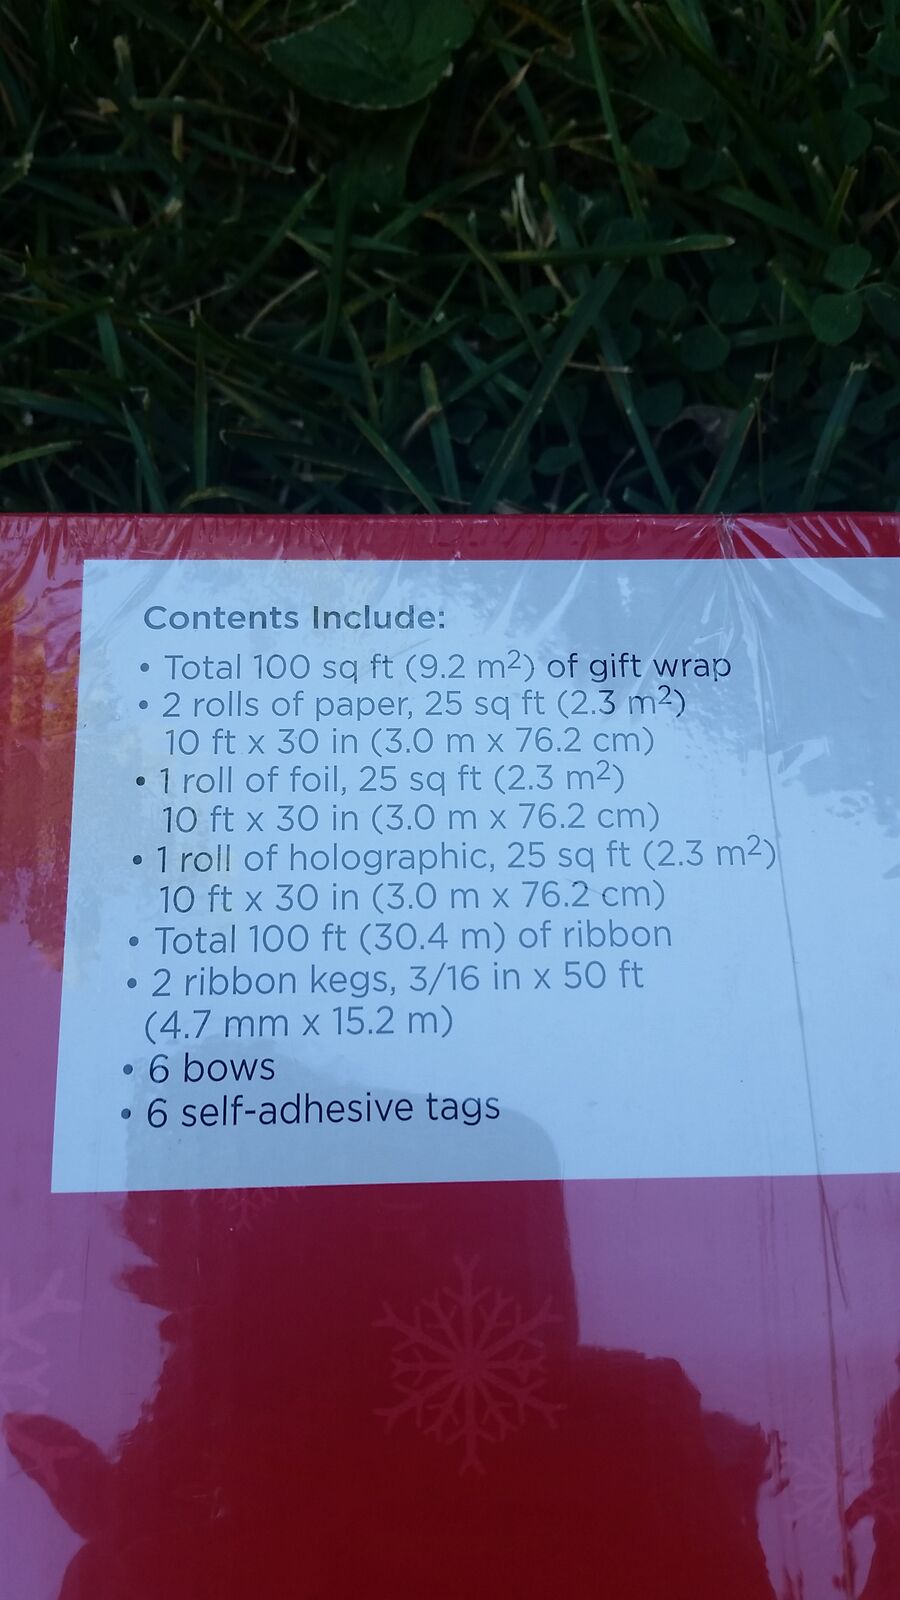 Contents Include:
• Total 100 sq ft (9.2 m²) of gift wrap
• 2 rolls of paper, 25 sq ft (2.3 m²)
10 ft x 30 in (3.0 m x 76.2 cm)
• 1 roll of foil, 25 sq ft (2.3 m²)
10 ft x 30 in (3.0 m x 76.2 cm)
• 1 roll of holographic, 25 sq ft (2.3 m²)
10 ft x 30 in (3.0 m x 76.2 cm)
• Total 100 ft (30.4 m) of ribbon
• 2 ribbon kegs, 3/16 in x 50 ft
(4.7 mm x 15.2 m)
• 6 bows
• 6 self-adhesive tags